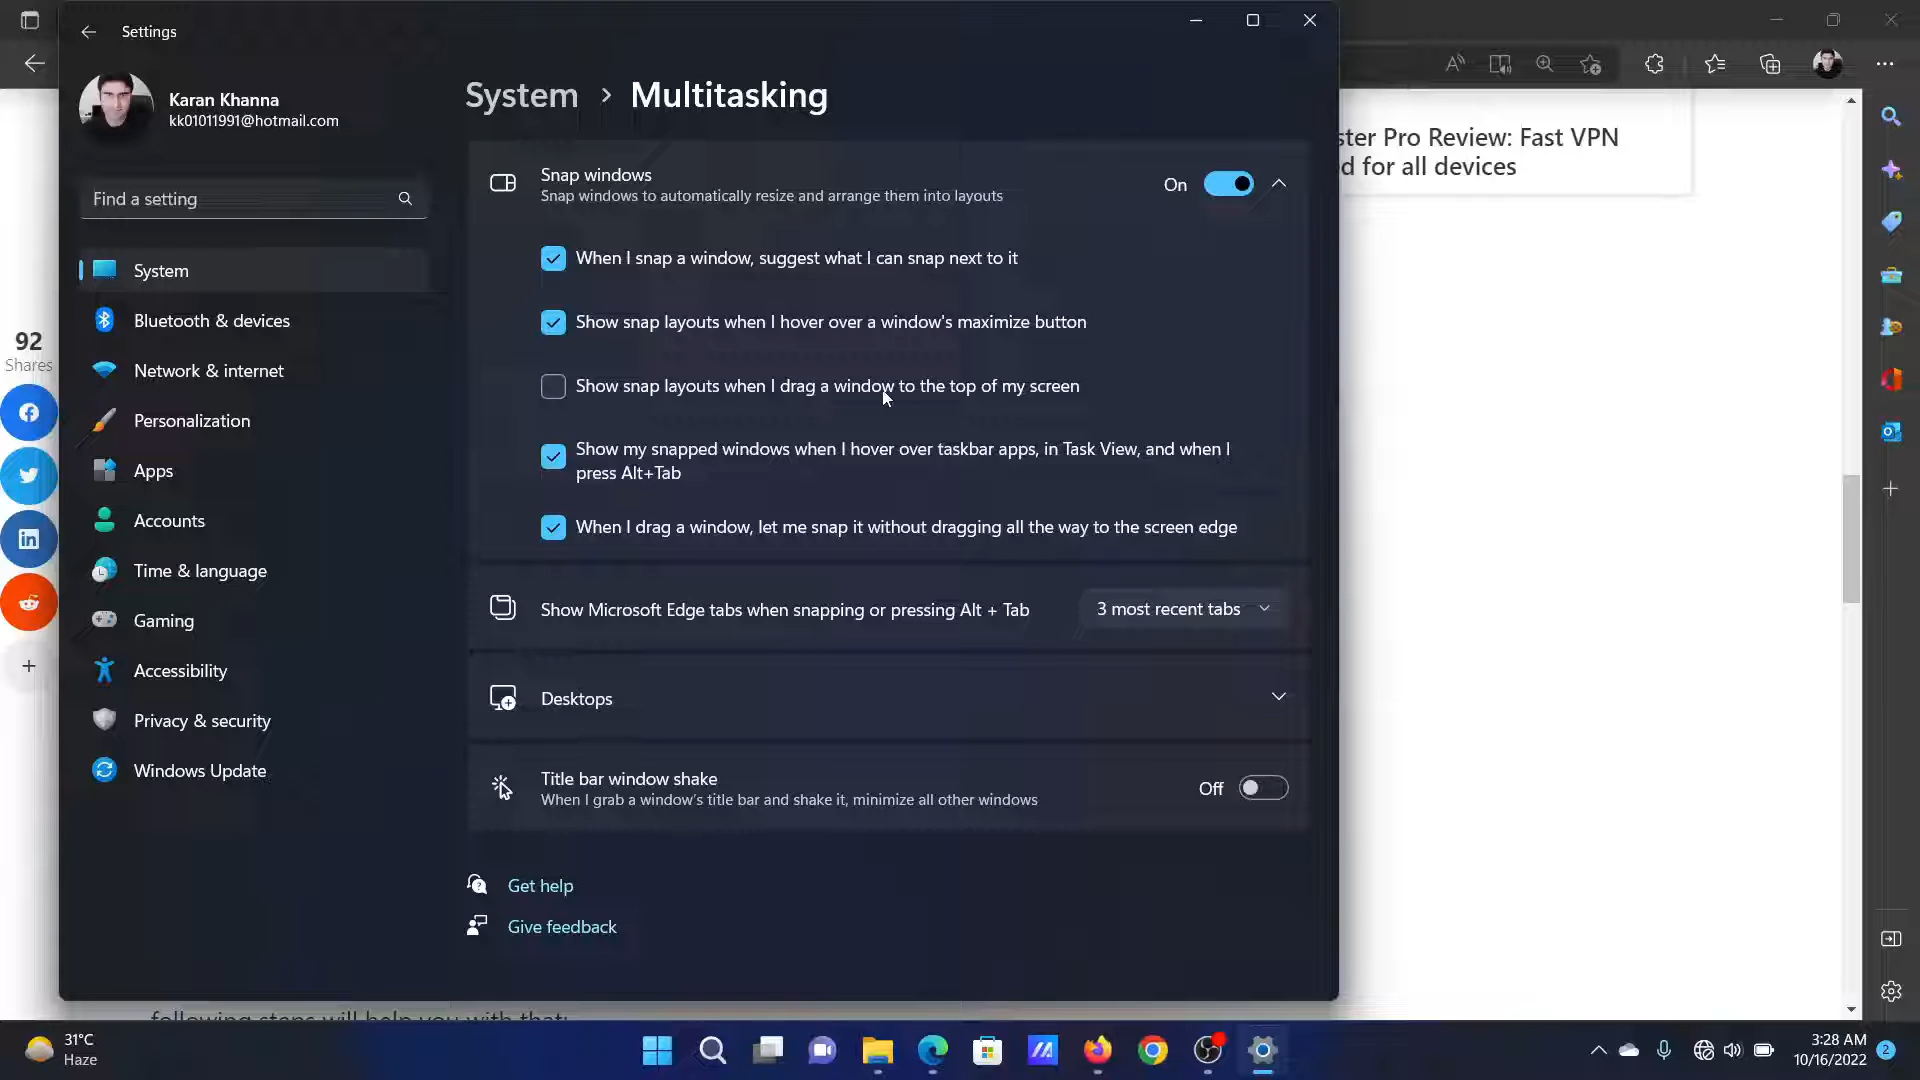 Settings
Karan Khanna
kk01011991@hotmail.com
Find a setting
System
Bluetooth & devices
Network & internet
Personalization
Apps
Accounts
Time & language
Gaming
Accessibility
Privacy & security
Windows Update
System > Multitasking
Snap windows
Snap windows to automatically resize and arrange them into layouts
On
When I snap a window, suggest what I can snap next to it
Show snap layouts when I hover over a window's maximize button
Show snap layouts when I drag a window to the top of my screen
Show my snapped windows when I hover over taskbar apps, in Task View, and when I
press Alt+Tab
When I drag a window, let me snap it without dragging all the way to the screen edge
Show Microsoft Edge tabs when snapping or pressing Alt + Tab
3 most recent tabs
Desktops
Title bar window shake
When I grab a window's title bar and shake it, minimize all other windows
Off
Get help
Give feedback
92
Shares
ster Pro Review: Fast VPN
d for all devices
following steps will help you with that:
31°C
Haze
3:28 AM
10/16/2022
2